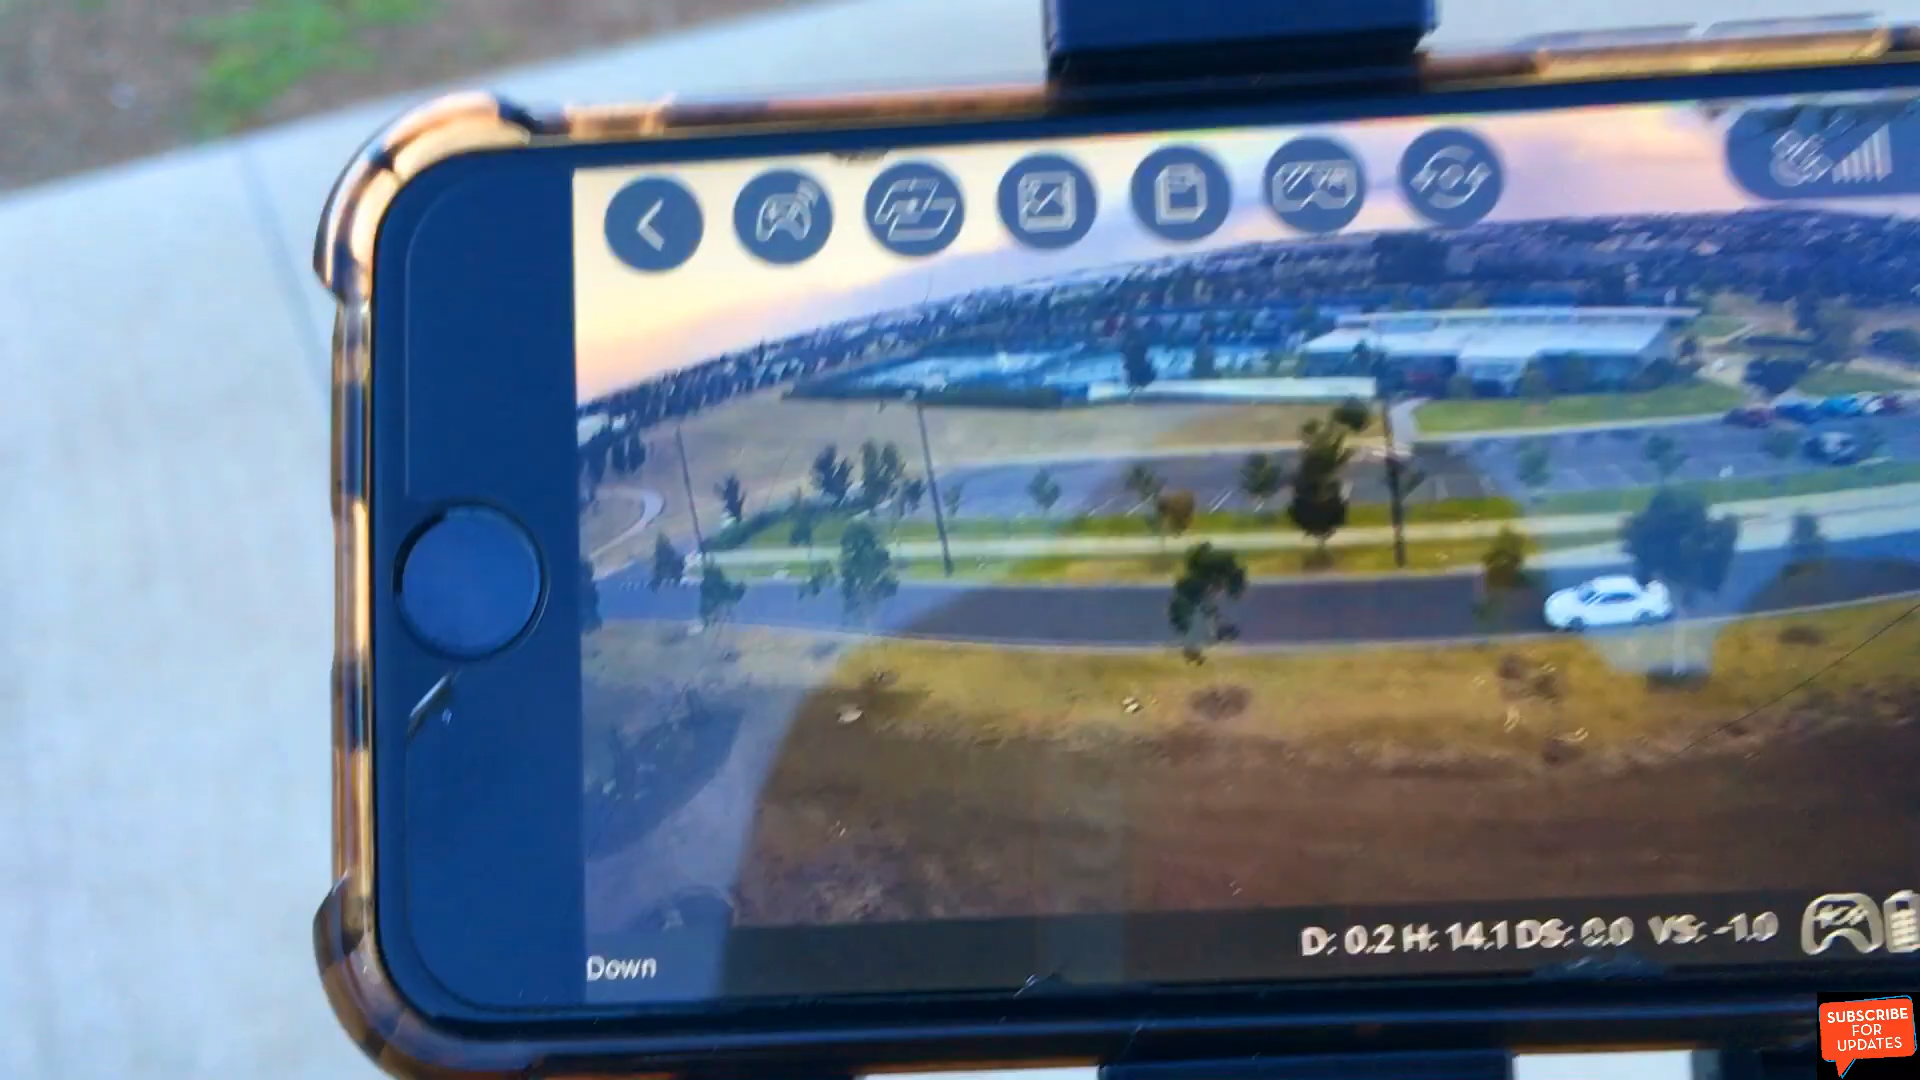 D: 0.2 H: 14.1 DS: 0.0 VS: -1.0
Down
SUBSCRIBE
FOR
UPDATES